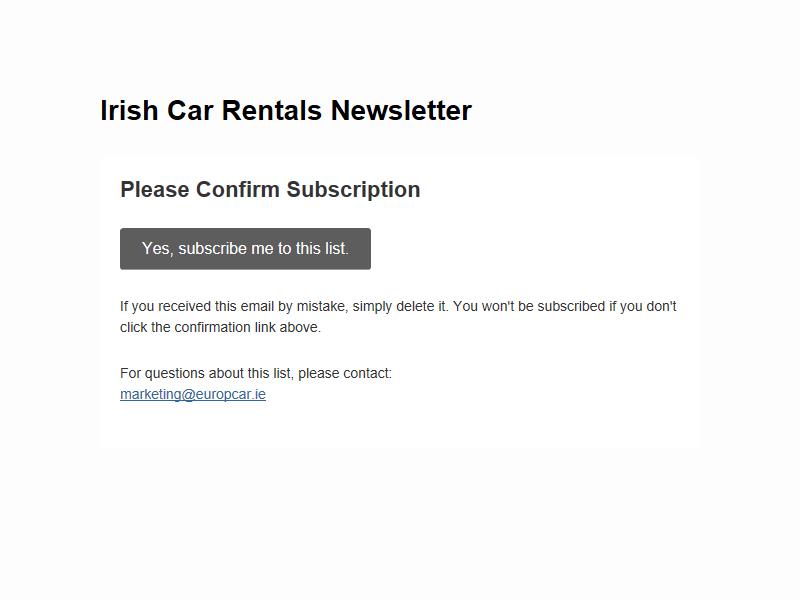 Irish Car Rentals Newsletter
Please Confirm Subscription
Yes, subscribe me to this list.
If you received this email by mistake, simply delete it. You won't be subscribed if you don't
click the confirmation link above.
For questions about this list, please contact:
marketing@europcar.ie